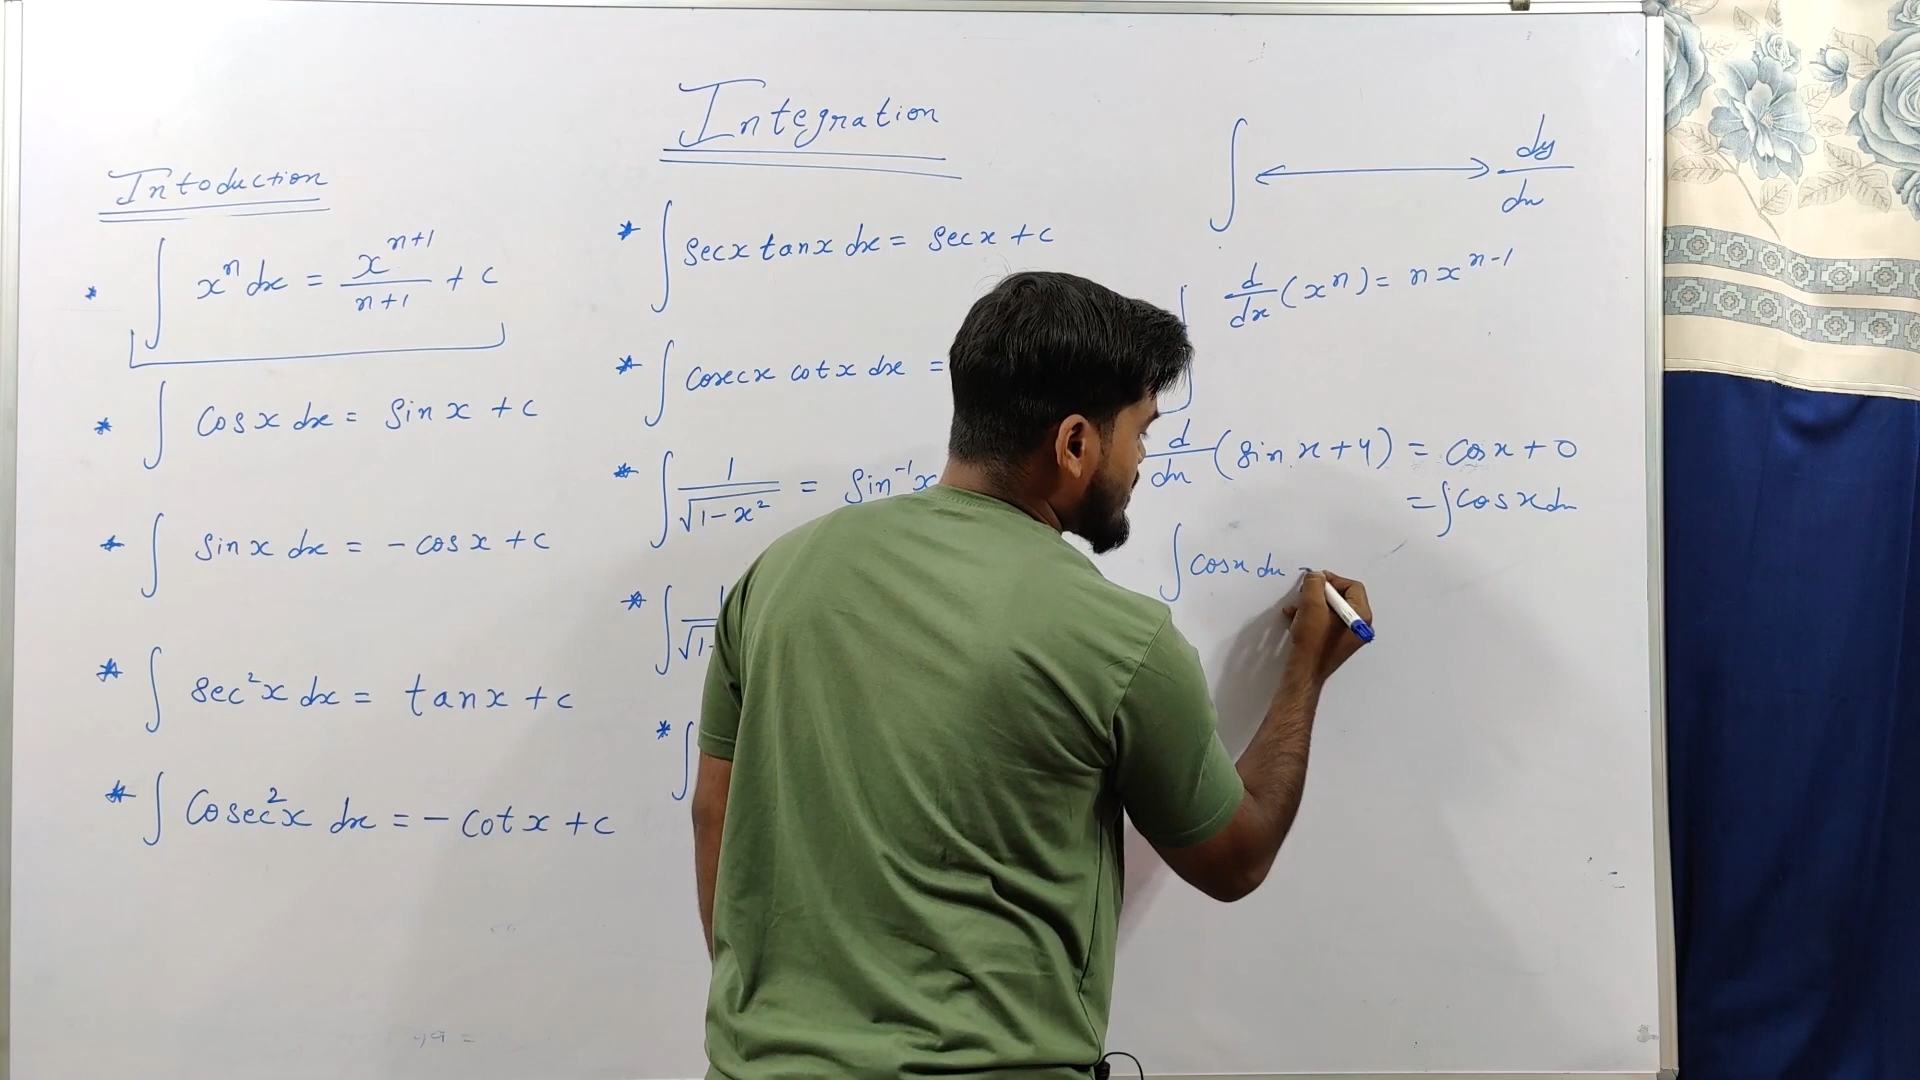 Integration
Intoduction
* ∫ xⁿ dx = xⁿ⁺¹/n+1 + c
* ∫ Cos x dx = Sin x + c
* ∫ Sin x dx = - cos x + c
* ∫ sec²x dx = tan x + c
* ∫ Cosec²x dx = - Cot x + c
* ∫ Sec x tan x dx = Sec x + c
* ∫ Cosec x cot x dx =
* ∫ 1/√1-x² = Sin⁻¹x
* ∫ 1/√1-
* ∫
∫ ↔ dy/dx
d/dx (xⁿ) = n xⁿ⁻¹
∫
d/dx (Sin x + 4) = Cos x + 0
= ∫ Cos x dx
∫ Cos x dx =